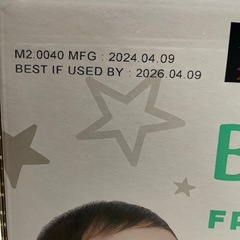 M2.0040 MFG : 2024.04.09
BEST IF USED BY : 2026.04.09